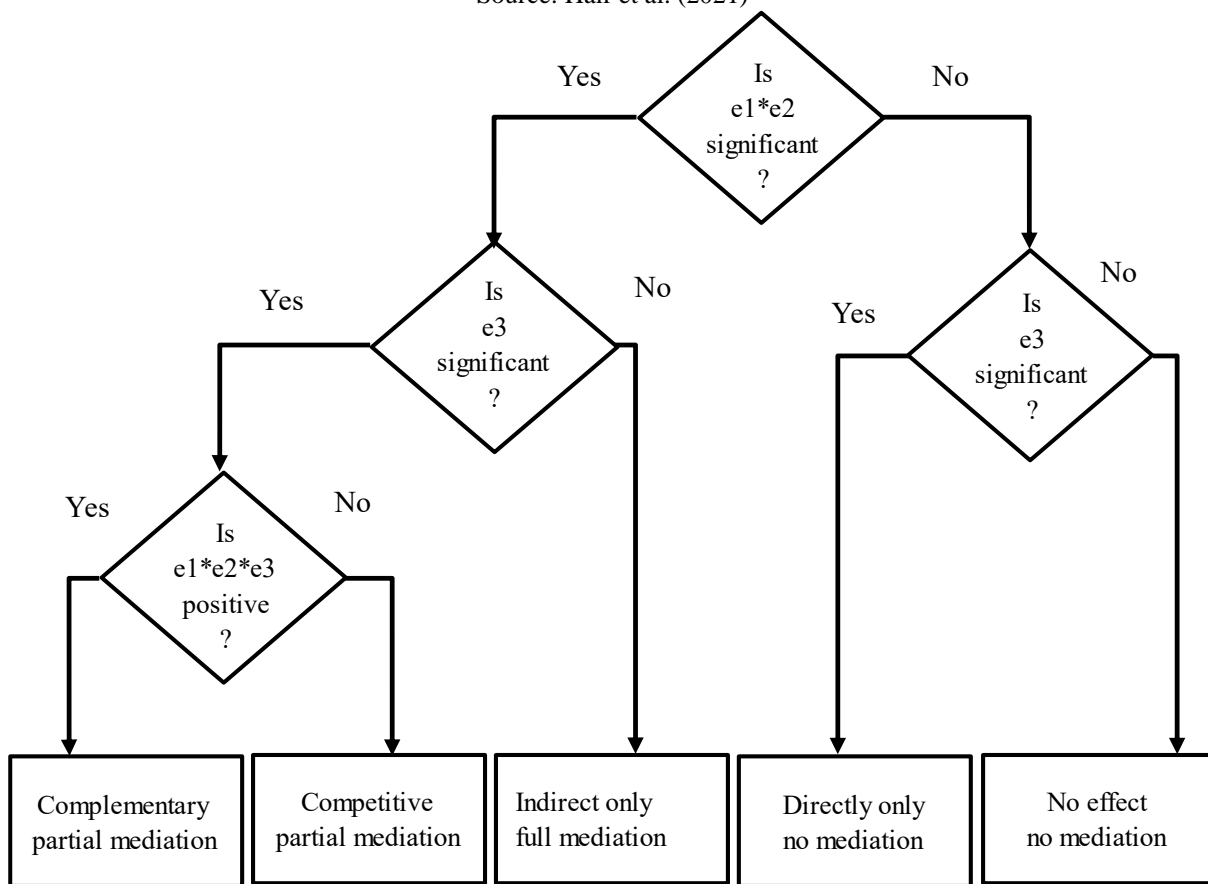 Source: Hair et al. (2021)
Yes
Is
e1*e2
significant
?
No
Yes
Is
e3
significant
?
No
Yes
Is
e3
significant
?
No
Yes
Is
e1*e2*e3
positive
?
No
Complementary
partial mediation
Competitive
partial mediation
Indirect only
full mediation
Directly only
no mediation
No effect
no mediation